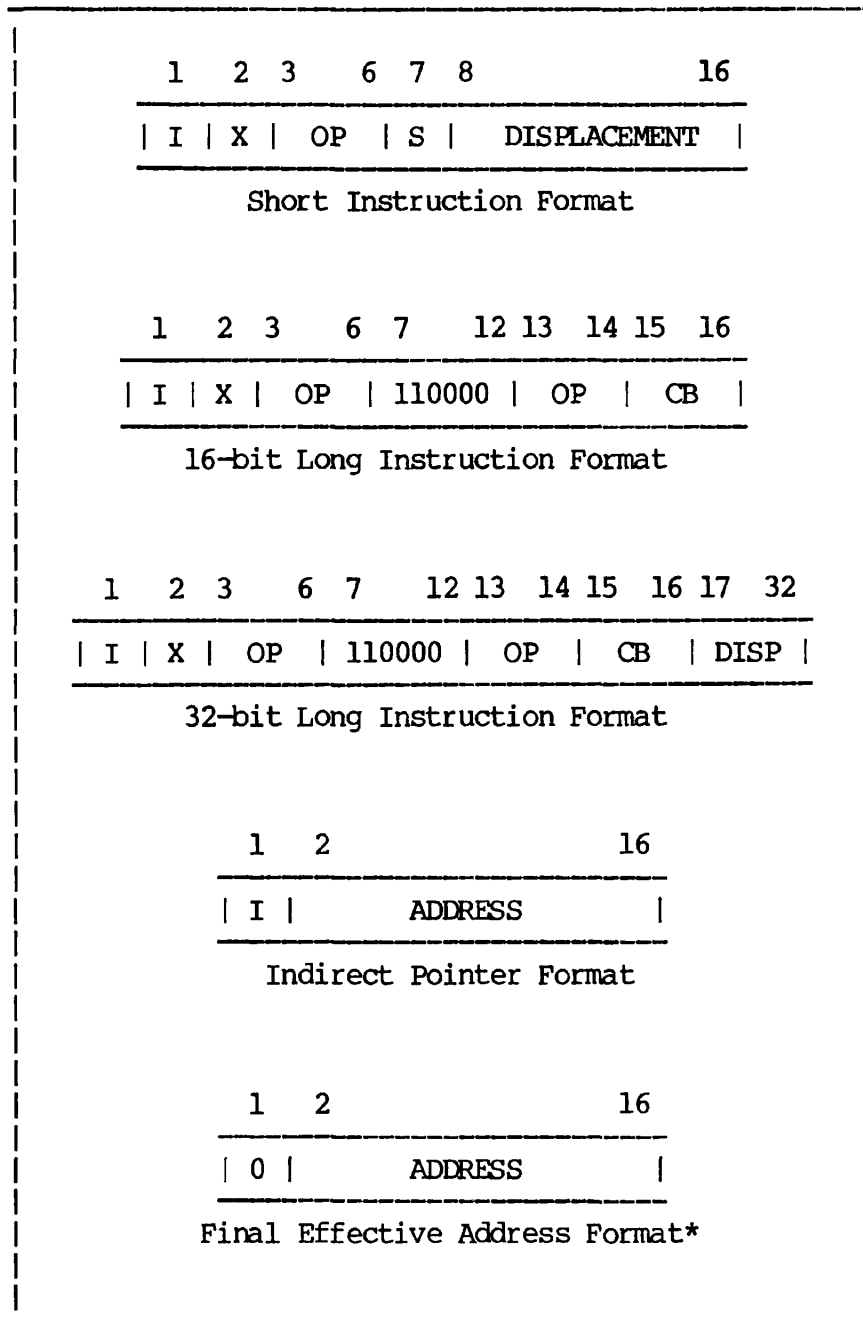 1 2 3 6 7 8 16
| I | X | OP | S | DISPLACEMENT |
Short Instruction Format
1 2 3 6 7 12 13 14 15 16
| I | X | OP | 110000 | OP | CB |
16-bit Long Instruction Format
1 2 3 6 7 12 13 14 15 16 17 32
| I | X | OP | 110000 | OP | CB | DISP |
32-bit Long Instruction Format
1 2 16
| I | ADDRESS |
Indirect Pointer Format
1 2 16
| 0 | ADDRESS |
Final Effective Address Format*